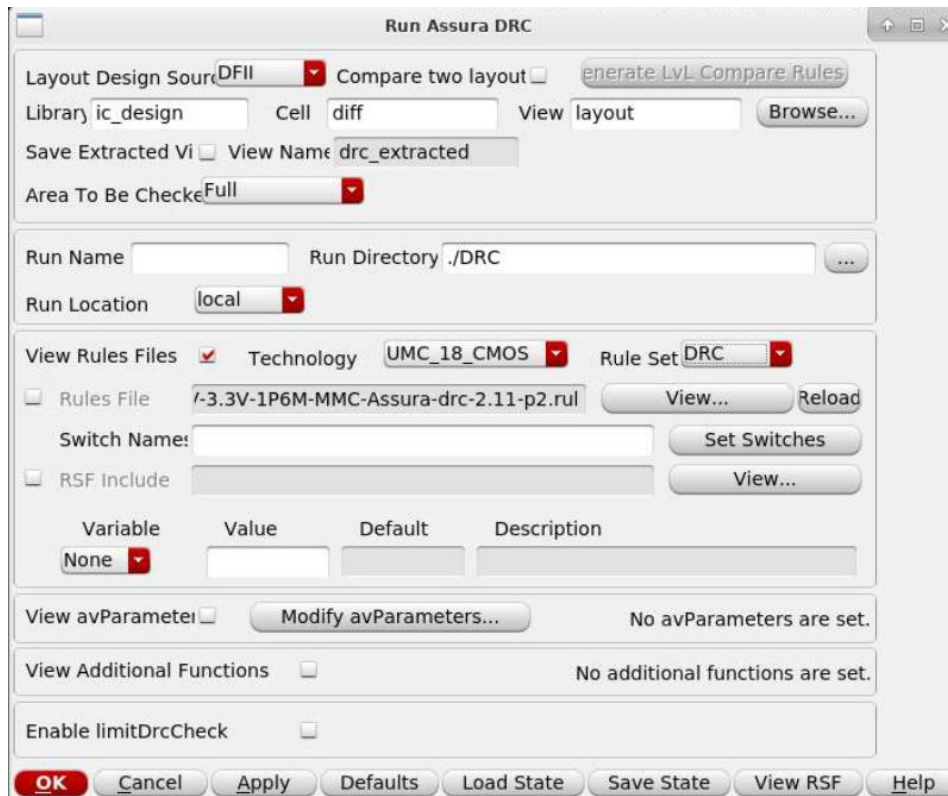 Run Assura DRC
Layout Design Sourc DFII Compare two layout enerate LvL Compare Rules
Library ic_design Cell diff View layout Browse...
Save Extracted Vi View Name drc_extracted
Area To Be Checke Full
Run Name Run Directory ./DRC ...
Run Location local
View Rules Files Technology UMC_18_CMOS Rule Set DRC
Rules File /-3.3V-1P6M-MMC-Assura-drc-2.11-p2.rul View... Reload
Switch Names Set Switches
RSF Include View...
Variable Value Default Description
None
View avParameter Modify avParameters... No avParameters are set.
View Additional Functions No additional functions are set.
Enable limitDrcCheck
OK Cancel Apply Defaults Load State Save State View RSF Help